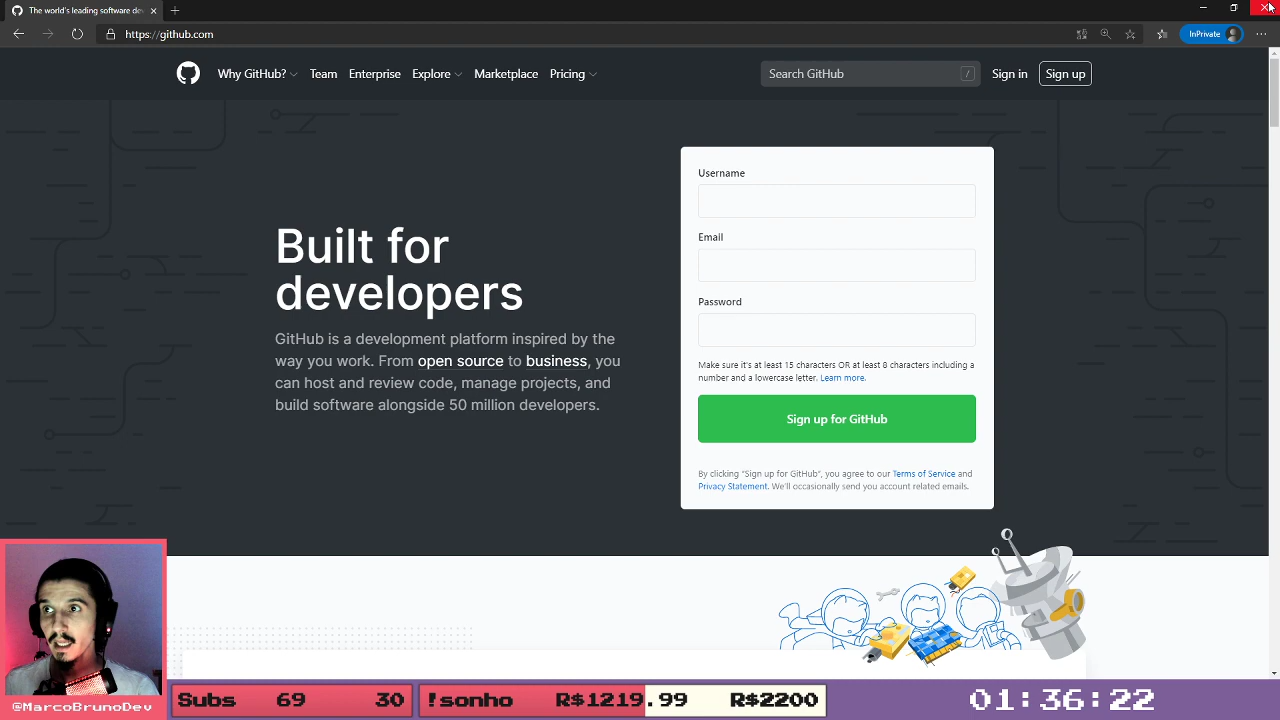 The world's leading software de
https://github.com
InPrivate
Why GitHub? Team Enterprise Explore Marketplace Pricing
Search GitHub /
Sign in Sign up
Built for
developers
GitHub is a development platform inspired by the
way you work. From open source to business, you
can host and review code, manage projects, and
build software alongside 50 million developers.
Username
Email
Password
Make sure it's at least 15 characters OR at least 8 characters including a
number and a lowercase letter. Learn more.
Sign up for GitHub
By clicking “Sign up for GitHub”, you agree to our Terms of Service and
Privacy Statement. We'll occasionally send you account related emails.
@MarcoBrunoDev
Subs 69 30
!sonho R$1219.99 R$2200
01:36:22